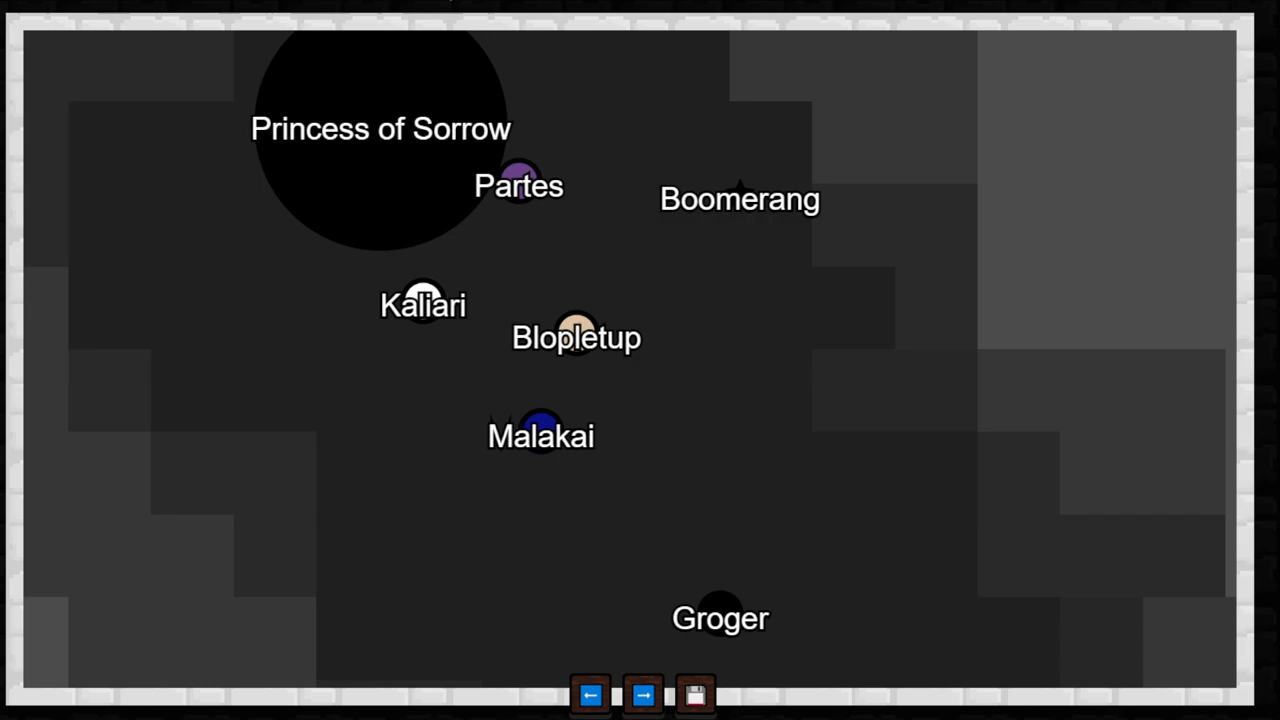 Princess of Sorrow
Partes
Boomerang
Kaliari
Blopletup
Malakai
Groger